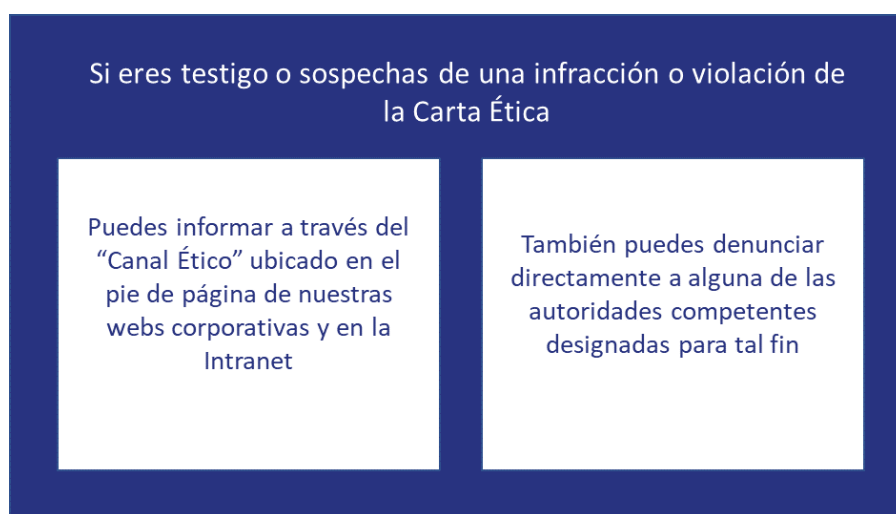 Si eres testigo o sospechas de una infracción o violación de
la Carta Ética
Puedes informar a través del
“Canal Ético” ubicado en el
pie de página de nuestras
webs corporativas y en la
Intranet
También puedes denunciar
directamente a alguna de las
autoridades competentes
designadas para tal fin